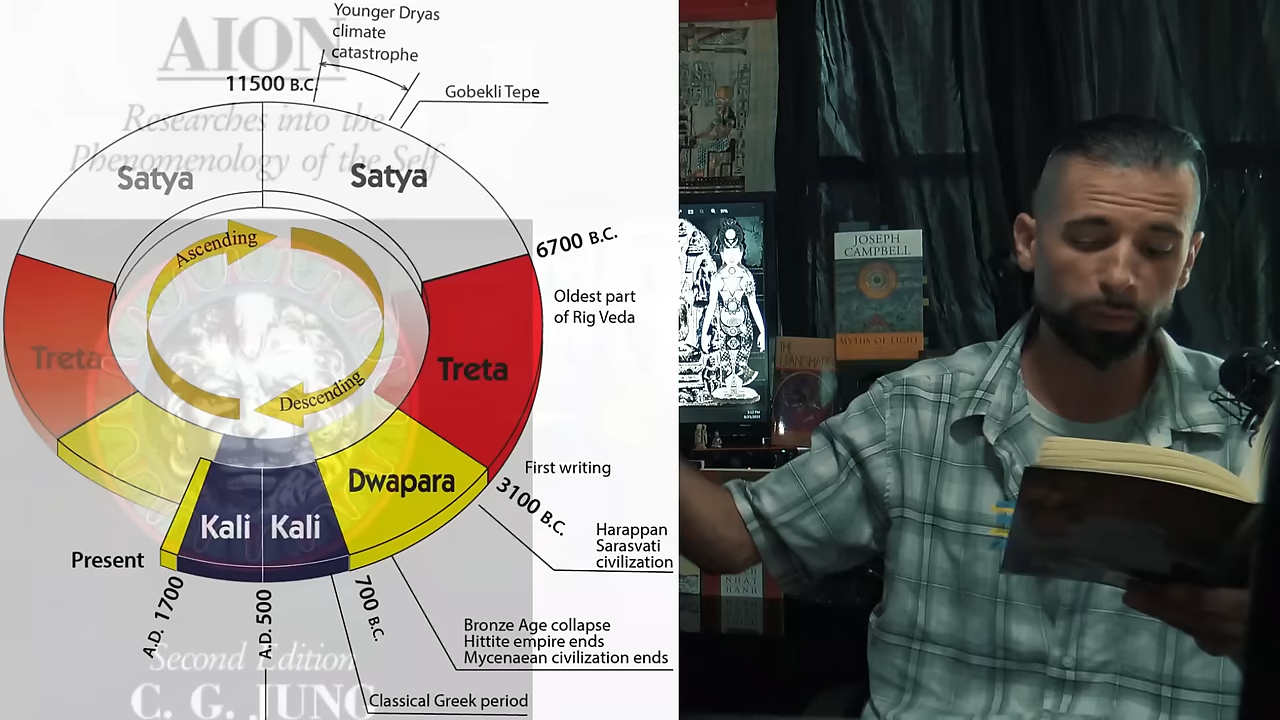 AION
Researches into the
Phenomenology of the Self
Younger Dryas
climate
catastrophe
11500 B.C.
Gobekli Tepe
Satya
Satya
Ascending
6700 B.C.
Oldest part
of Rig Veda
Treta
Treta
Descending
First writing
3100 B.C.
Dwapara
Harappan
Sarasvati
civilization
Kali
Kali
Present
A.D. 1700
A.D. 500
700 B.C.
Bronze Age collapse
Hittite empire ends
Mycenaean civilization ends
Classical Greek period
Second Edition
C. G. JUNG
JOSEPH
CAMPBELL
MYTHS OF LIGHT
THE
NHAT
HANH